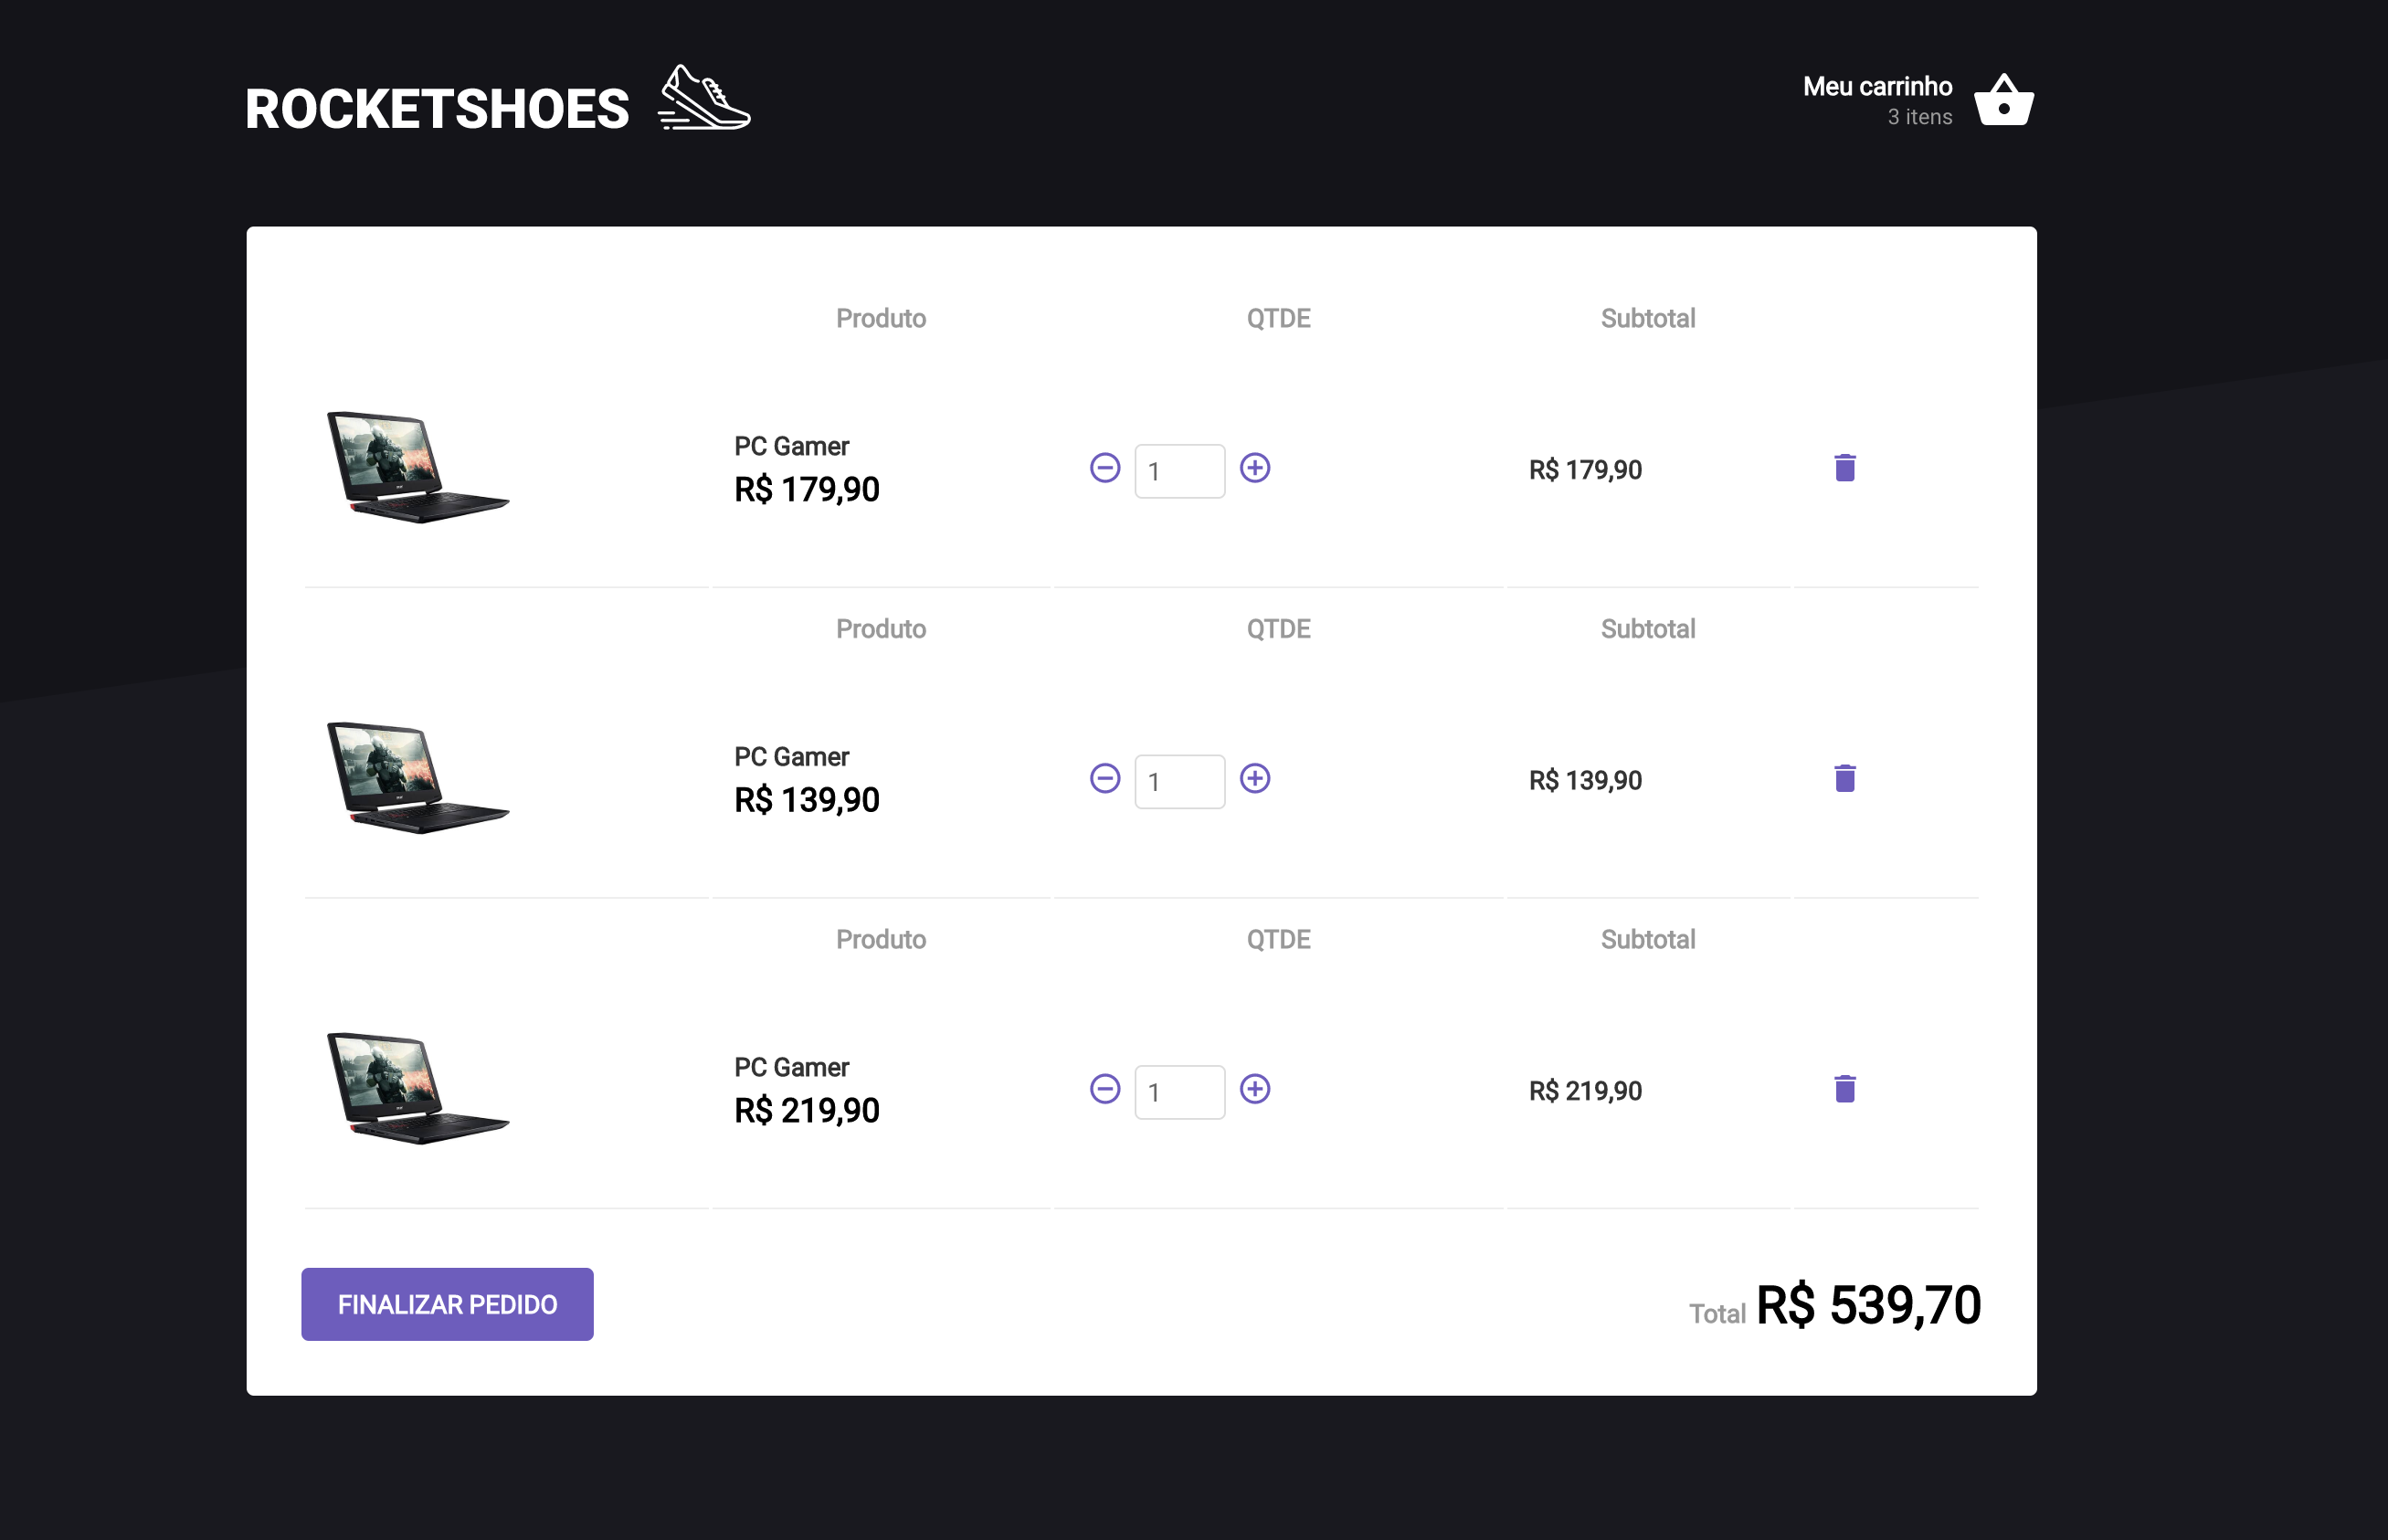 ROCKETSHOES
Meu carrinho
3 itens
Produto QTDE Subtotal
PC Gamer
R$ 179,90
1
R$ 179,90
Produto QTDE Subtotal
PC Gamer
R$ 139,90
1
R$ 139,90
Produto QTDE Subtotal
PC Gamer
R$ 219,90
1
R$ 219,90
FINALIZAR PEDIDO
Total R$ 539,70